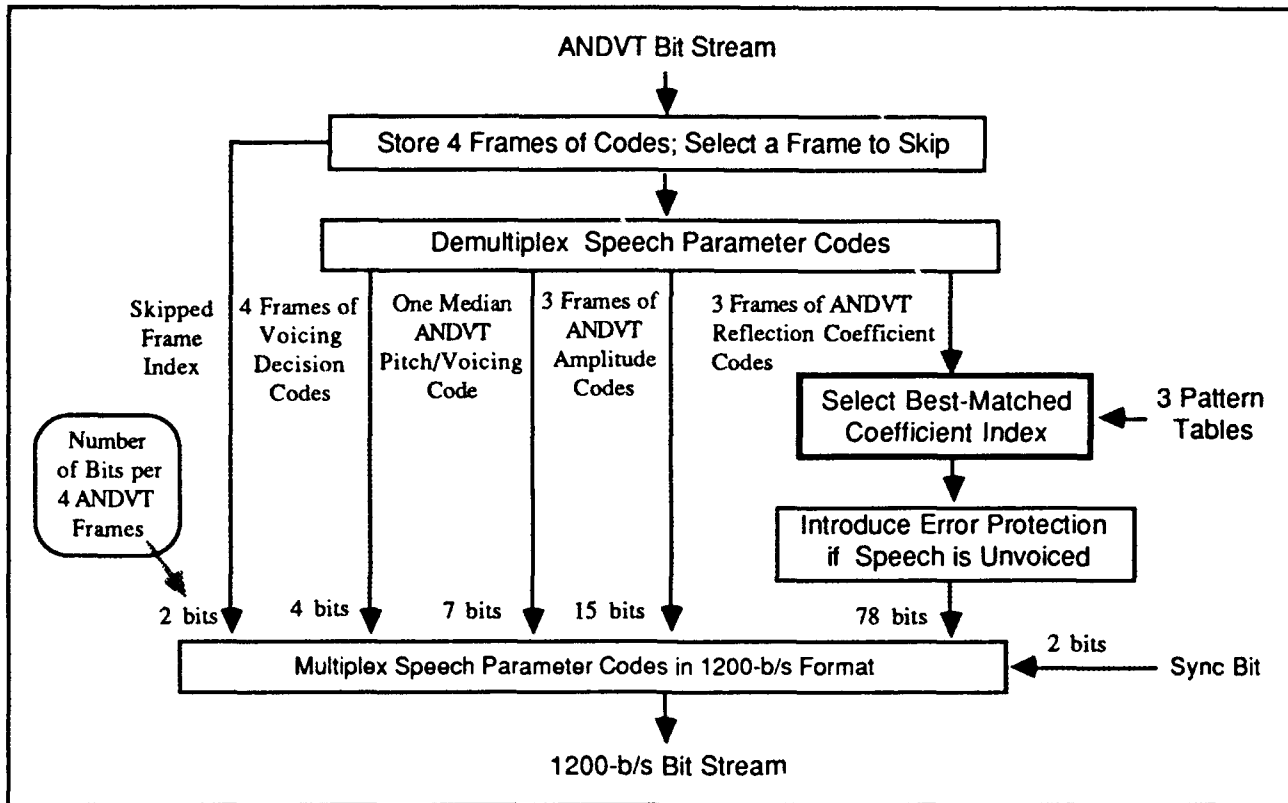 ANDVT Bit Stream
Store 4 Frames of Codes; Select a Frame to Skip
Demultiplex Speech Parameter Codes
Skipped
Frame
Index
4 Frames of
Voicing
Decision
Codes
One Median
ANDVT
Pitch/Voicing
Code
3 Frames of
ANDVT
Amplitude
Codes
3 Frames of ANDVT
Reflection Coefficient
Codes
Select Best-Matched
Coefficient Index
3 Pattern
Tables
Number
of Bits per
4 ANDVT
Frames
Introduce Error Protection
if Speech is Unvoiced
2 bits
4 bits
7 bits
15 bits
78 bits
Multiplex Speech Parameter Codes in 1200-b/s Format
2 bits
Sync Bit
1200-b/s Bit Stream